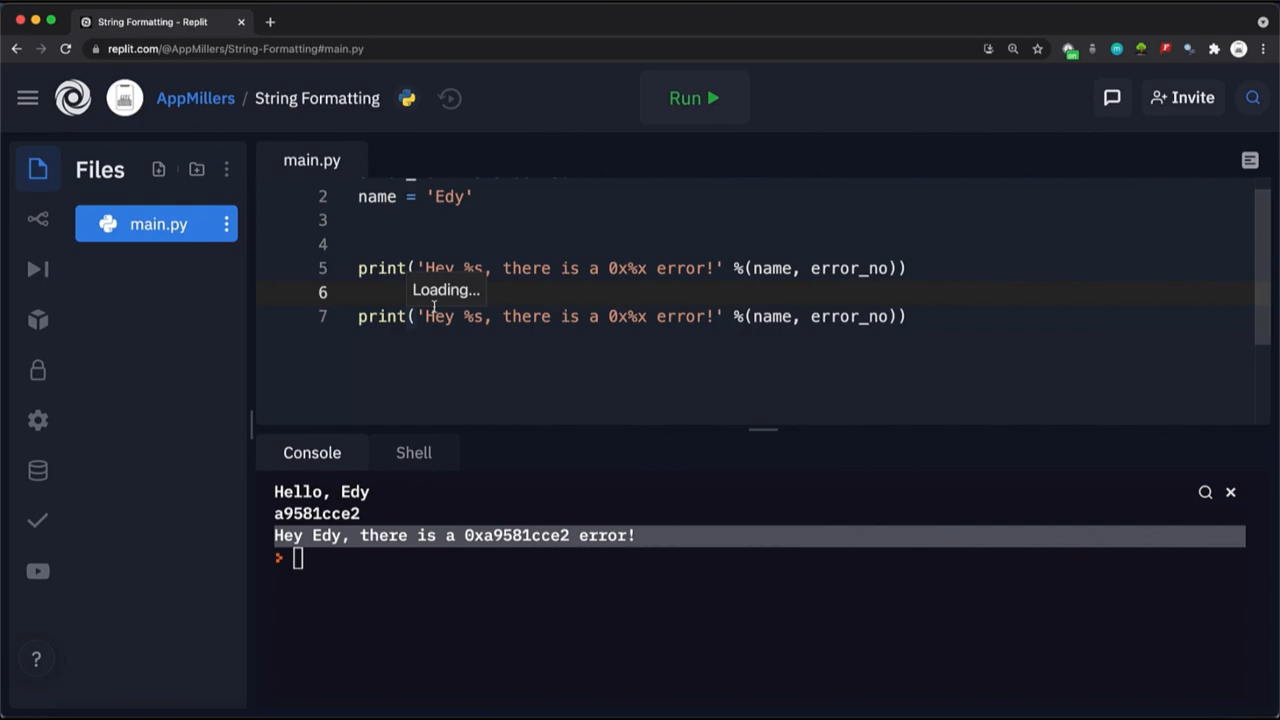 String Formatting - Replit
replit.com/@AppMillers/String-Formatting#main.py
AppMillers / String Formatting
Run
Invite
Files
main.py
main.py
2 name = 'Edy'
3
4
5 print('Hey %s, there is a 0x%x error!' %(name, error_no))
Loading...
6
7 print('Hey %s, there is a 0x%x error!' %(name, error_no))
Console Shell
Hello, Edy
a9581cce2
Hey Edy, there is a 0xa9581cce2 error!
>
?